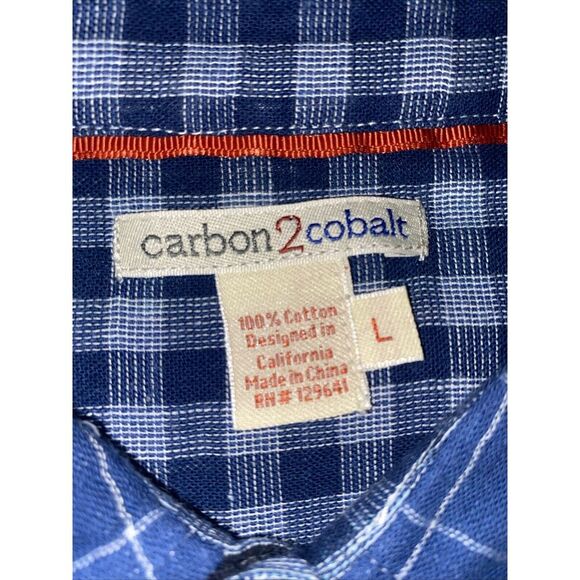 carbon2cobalt
100% Cotton
Designed in
California
Made in China
RN# 129641
L